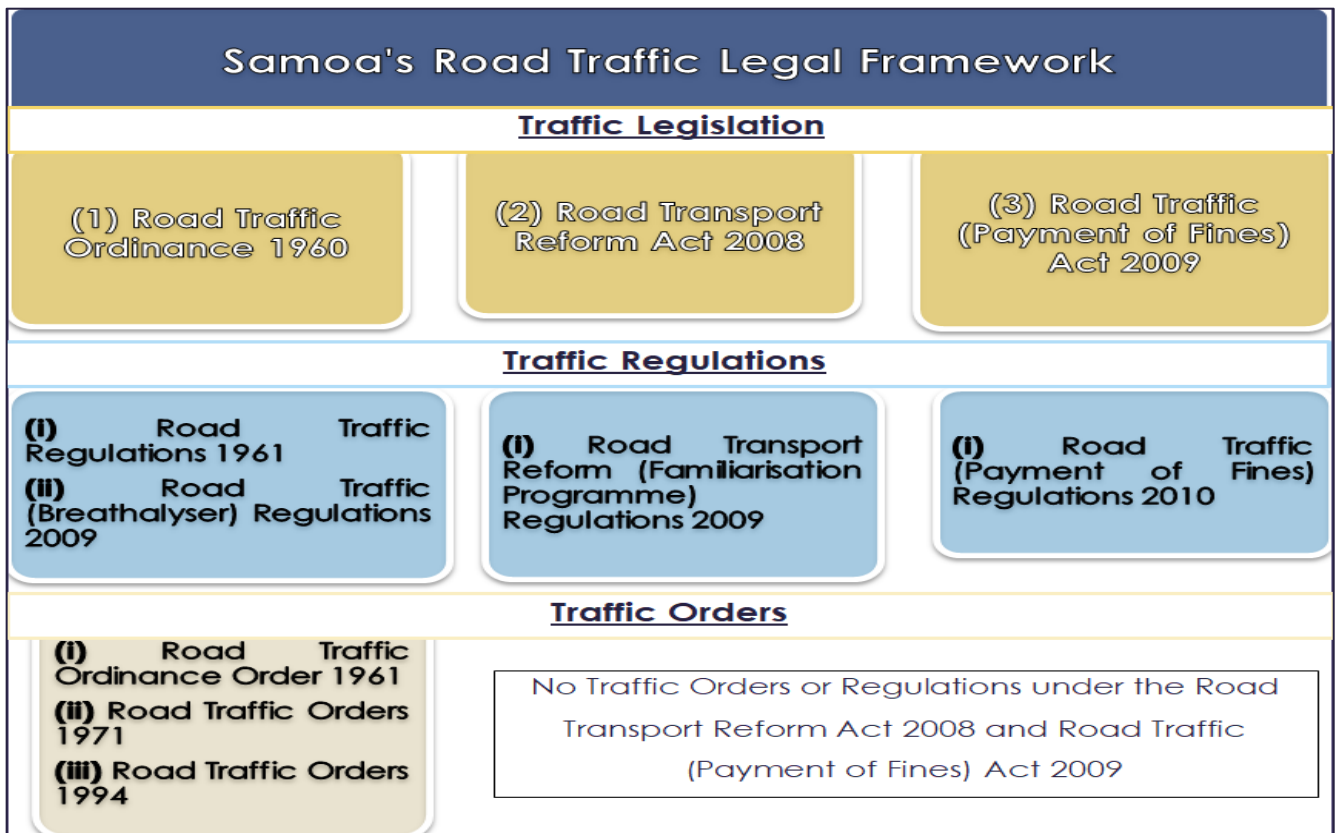 Samoa's Road Traffic Legal Framework
Traffic Legislation
(1) Road Traffic
Ordinance 1960
(2) Road Transport
Reform Act 2008
(3) Road Traffic
(Payment of Fines)
Act 2009
Traffic Regulations
(i) Road Traffic
Regulations 1961
(ii) Road Traffic
(Breathalyser) Regulations
2009
(i) Road Transport
Reform (Familiarisation
Programme)
Regulations 2009
(i) Road Traffic
(Payment of Fines)
Regulations 2010
Traffic Orders
(i) Road Traffic
Ordinance Order 1961
(ii) Road Traffic Orders
1971
(iii) Road Traffic Orders
1994
No Traffic Orders or Regulations under the Road
Transport Reform Act 2008 and Road Traffic
(Payment of Fines) Act 2009